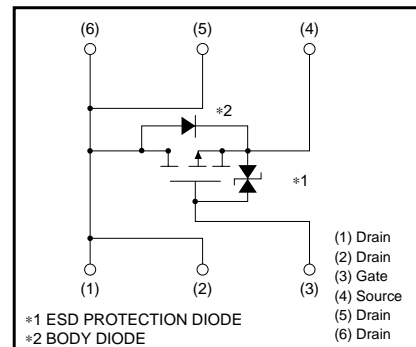 (6) (5) (4)
∗2
∗1
(1) (2) (3)
(1) Drain
(2) Drain
(3) Gate
(4) Source
(5) Drain
(6) Drain
∗1 ESD PROTECTION DIODE
∗2 BODY DIODE